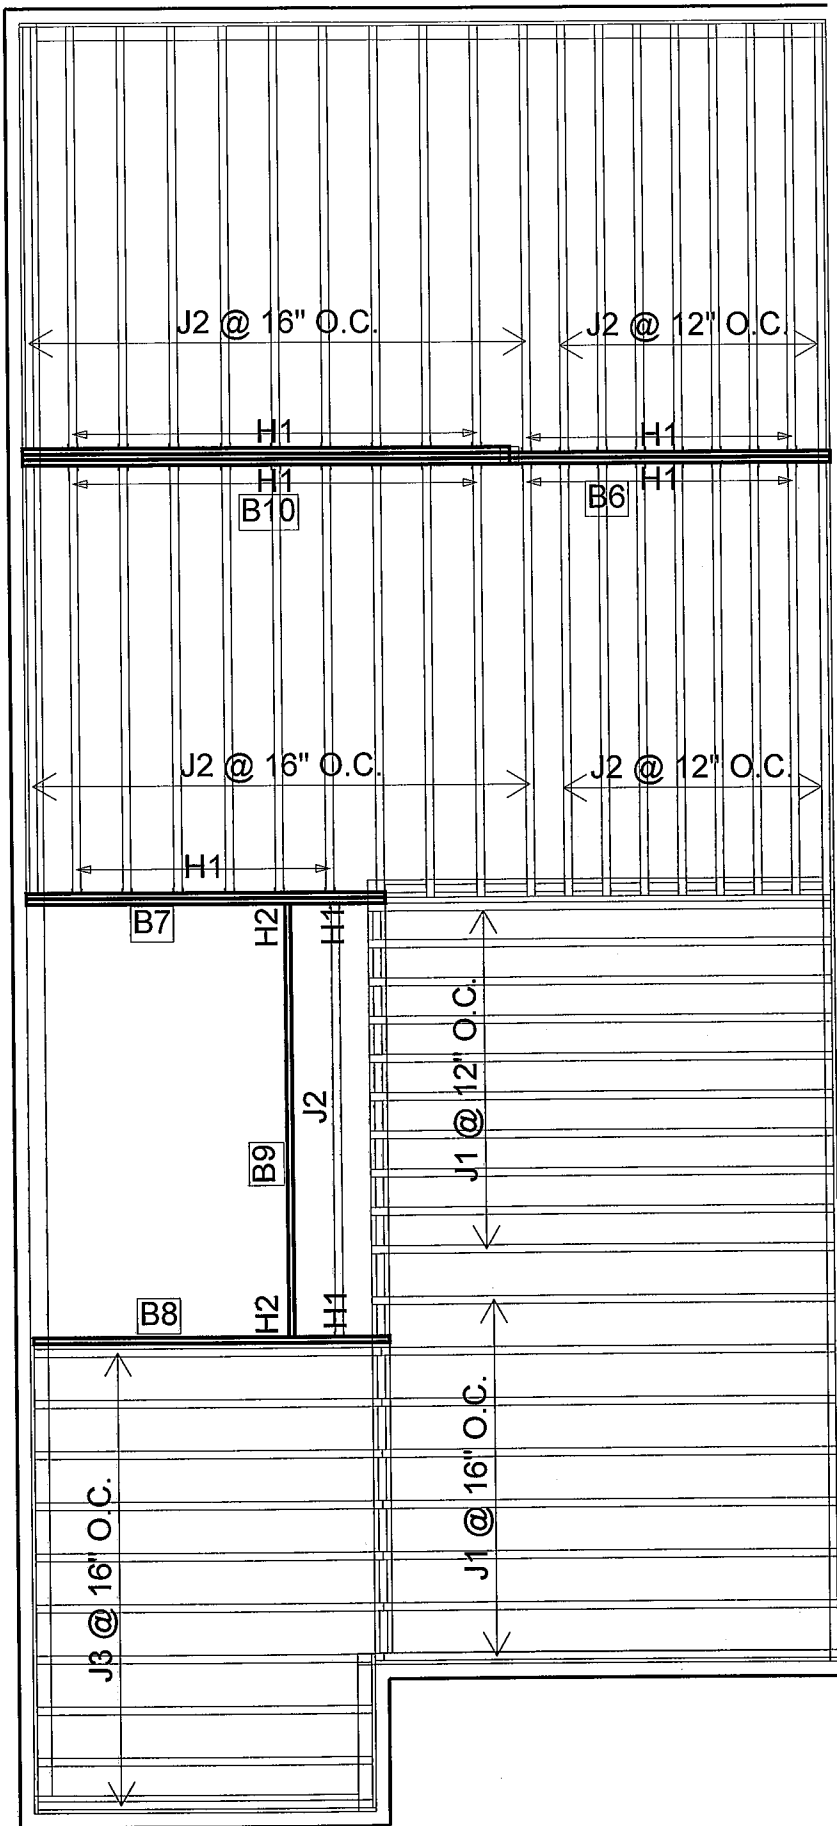 J2 @ 16" O.C.
J2 @ 12" O.C.
H1
H1
H1
H1
B10
B6
J2 @ 16" O.C.
J2 @ 12" O.C.
H1
B7
H2
H1
J1 @ 12" O.C.
J2
B9
B8
H2
H1
J1 @ 16" O.C.
J3 @ 16" O.C.